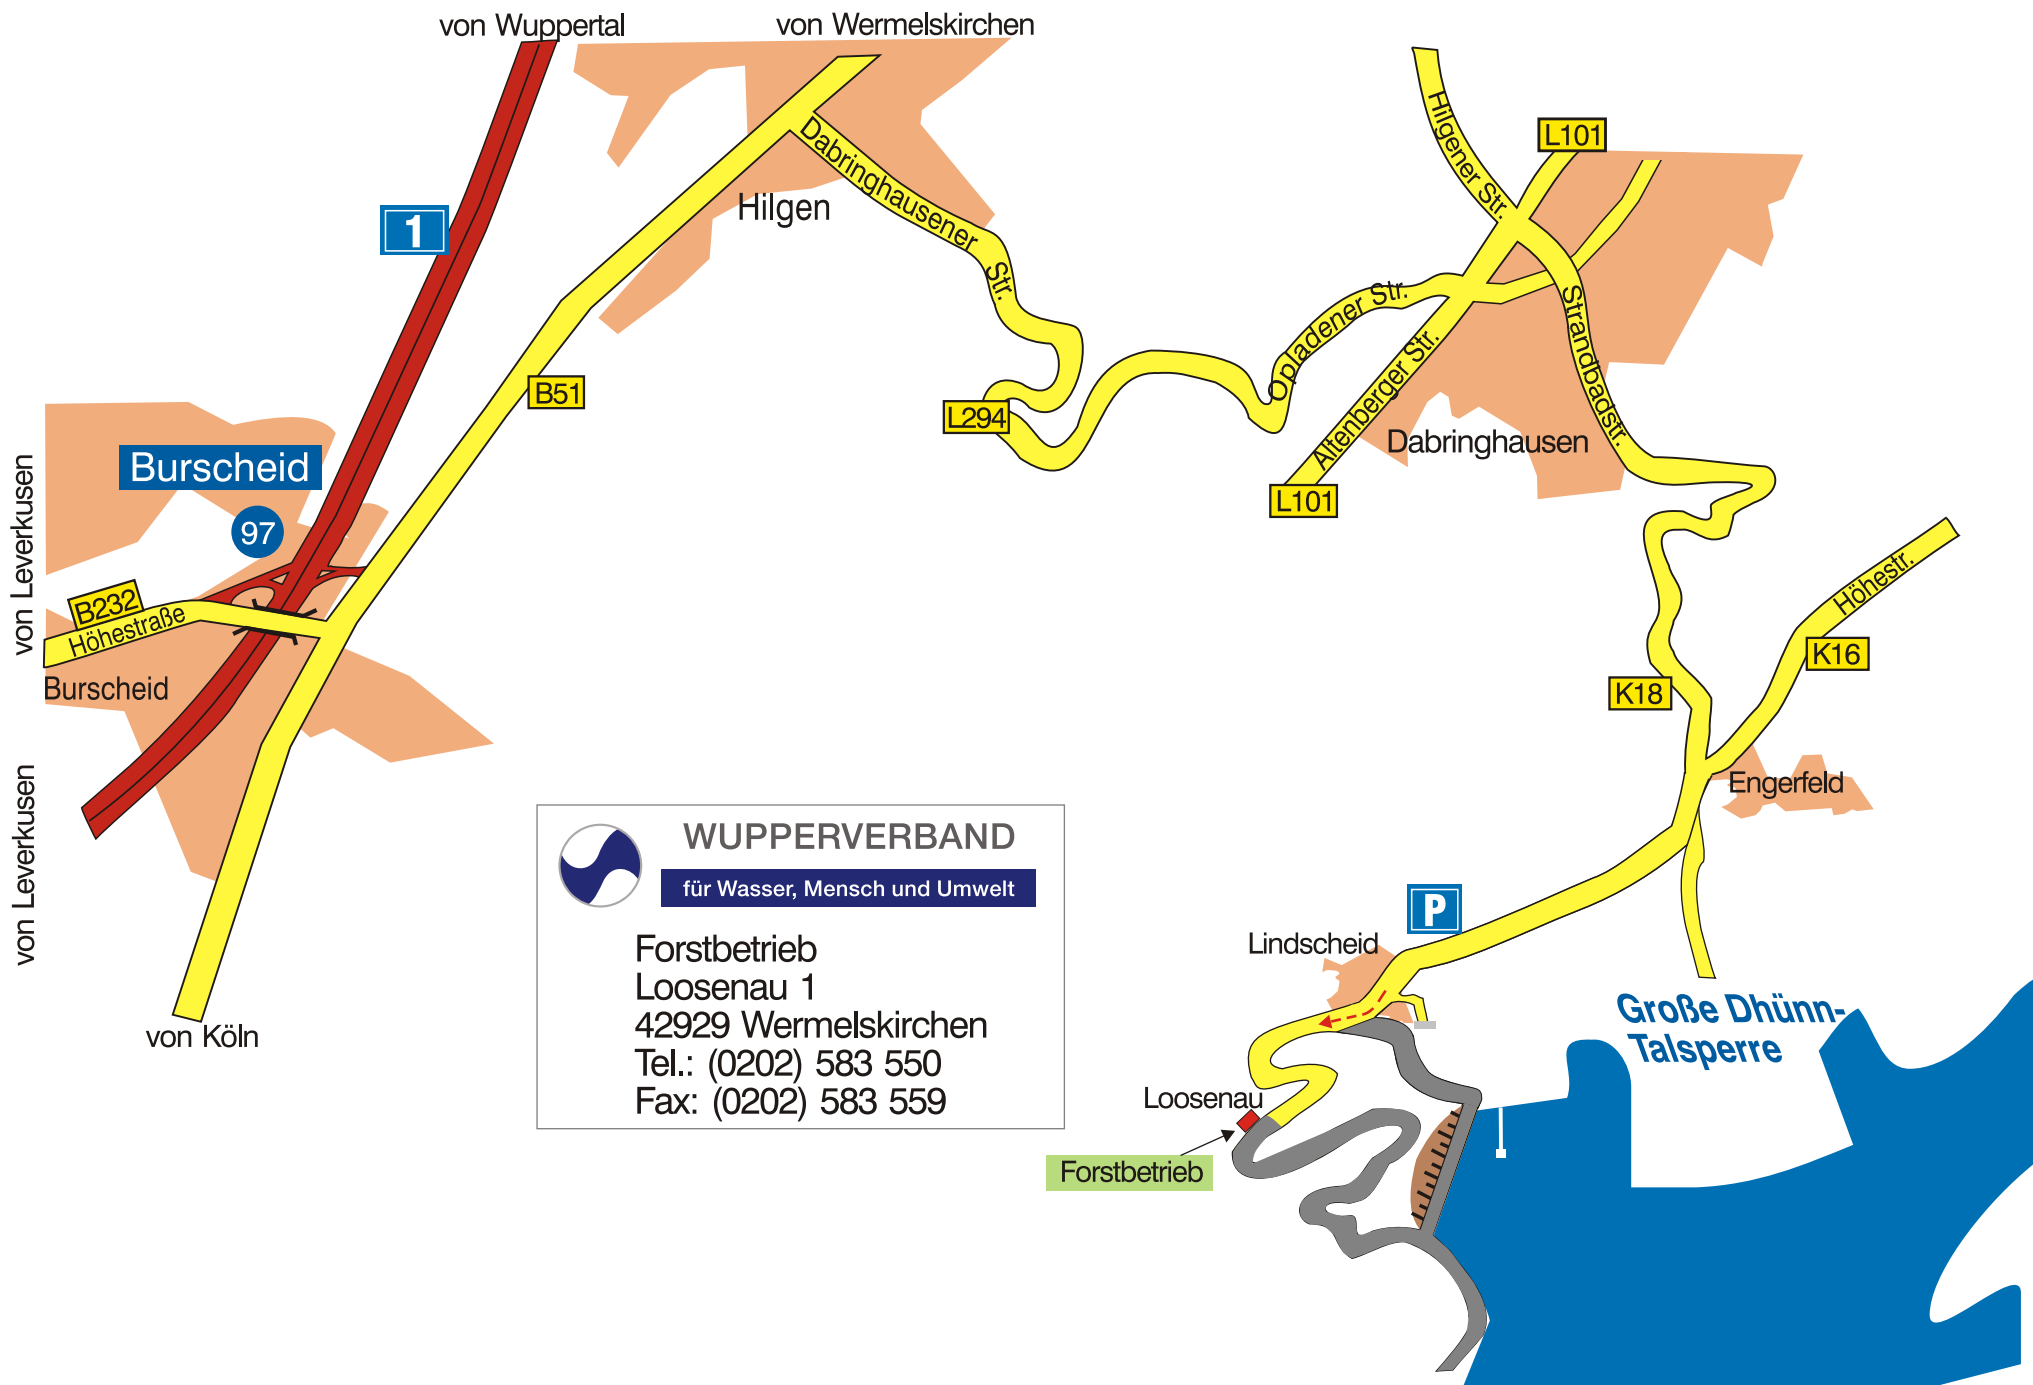 von Wuppertal
von Wermelskirchen
Hilgener Str.
L101
Dabringhausener
Str.
Hilgen
1
Opladener Str.
Strandbadstr.
Altenberger Str.
B51
L294
Dabringhausen
L101
Burscheid
97
von Leverkusen
B232
Höhestraße
Burscheid
Höhestr.
K16
K18
Engerfeld
von Leverkusen
von Köln
WUPPERVERBAND
für Wasser, Mensch und Umwelt
Forstbetrieb
Loosenau 1
42929 Wermelskirchen
Tel.: (0202) 583 550
Fax: (0202) 583 559
P
Lindscheid
Große Dhünn-
Talsperre
Loosenau
Forstbetrieb